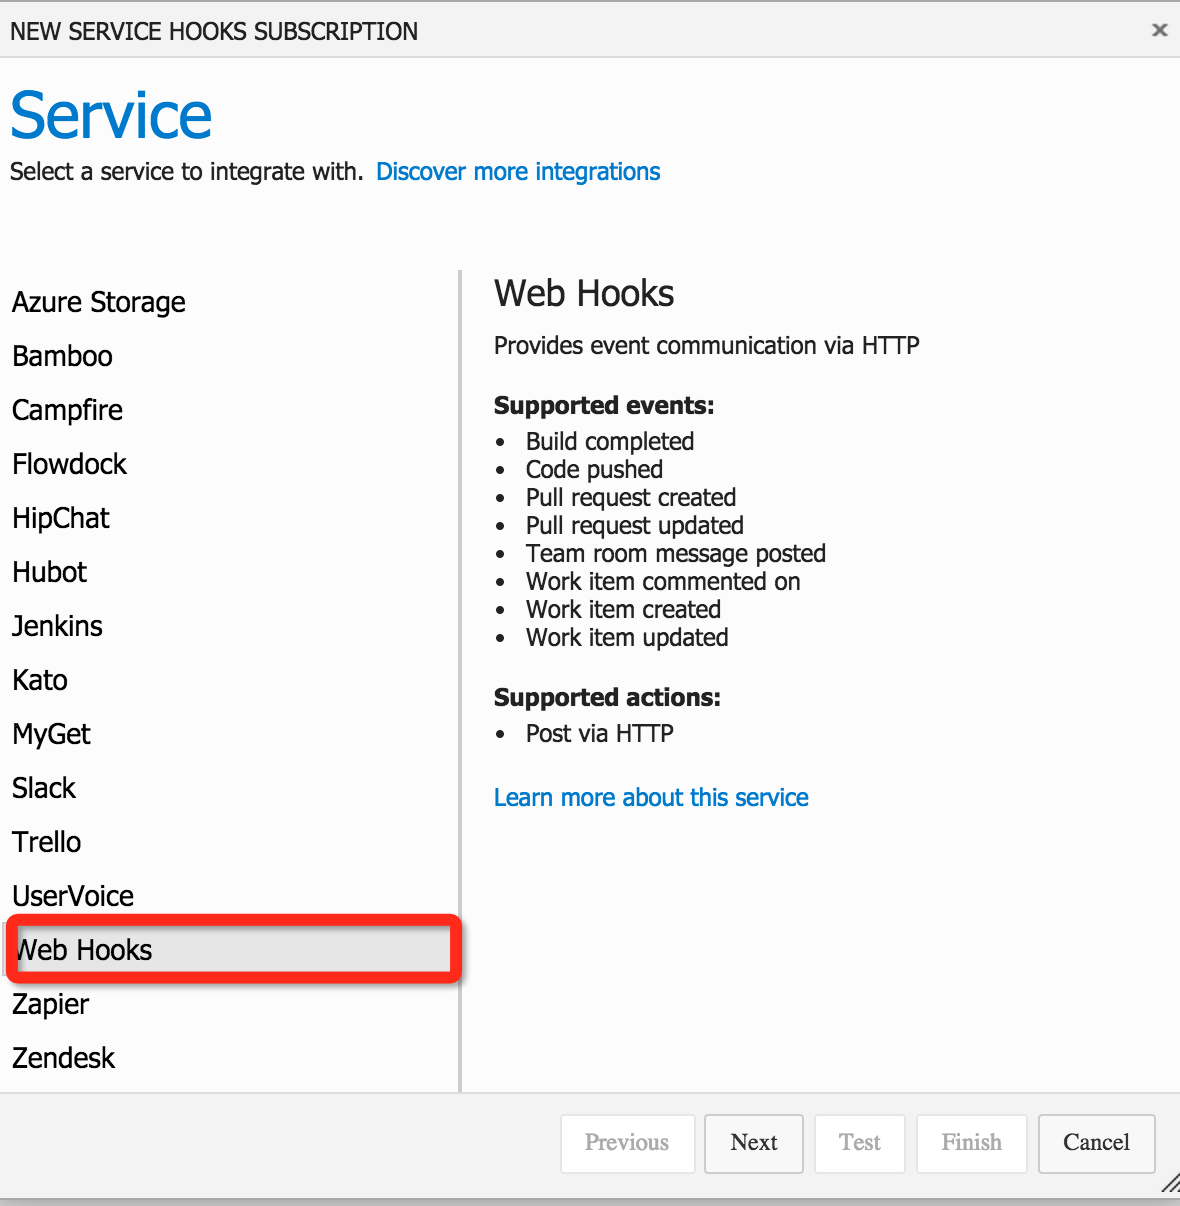 NEW SERVICE HOOKS SUBSCRIPTION
Service
Select a service to integrate with. Discover more integrations
Azure Storage
Bamboo
Campfire
Flowdock
HipChat
Hubot
Jenkins
Kato
MyGet
Slack
Trello
UserVoice
Web Hooks
Zapier
Zendesk
Web Hooks
Provides event communication via HTTP
Supported events:
• Build completed
• Code pushed
• Pull request created
• Pull request updated
• Team room message posted
• Work item commented on
• Work item created
• Work item updated
Supported actions:
• Post via HTTP
Learn more about this service
Previous Next Test Finish Cancel